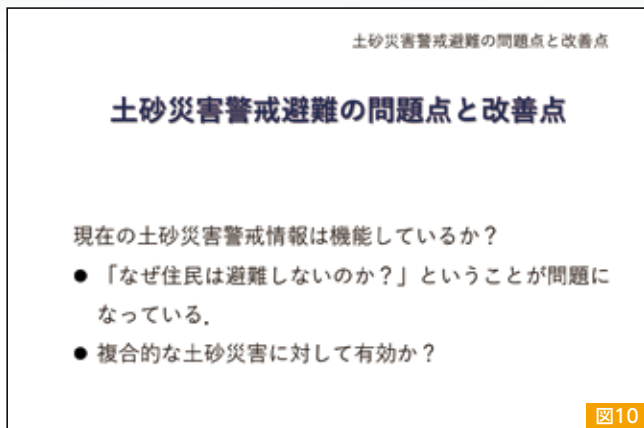 土砂災害警戒避難の問題点と改善点
土砂災害警戒避難の問題点と改善点
現在の土砂災害警戒情報は機能しているか？
● 「なぜ住民は避難しないのか？」ということが問題に
なっている．
● 複合的な土砂災害に対して有効か？
図10